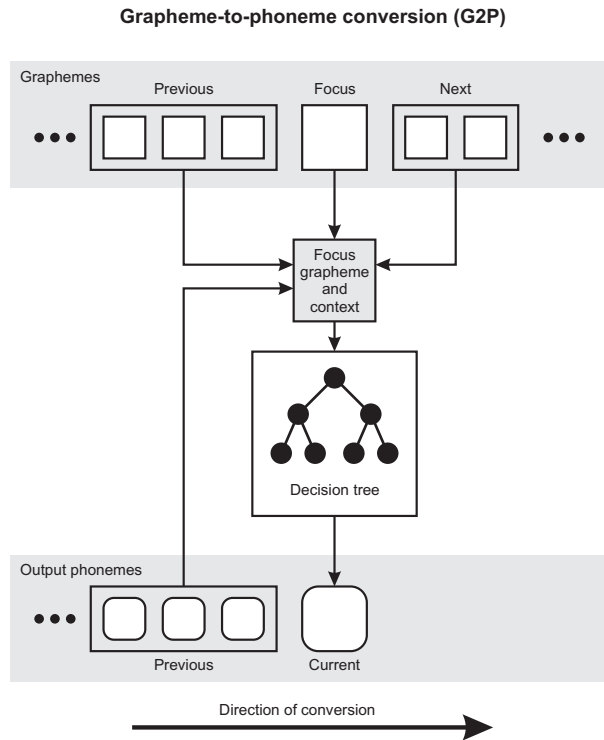 Grapheme-to-phoneme conversion (G2P)
Graphemes
Previous
Focus
Next
Focus
grapheme
and
context
Decision tree
Output phonemes
Previous
Current
Direction of conversion